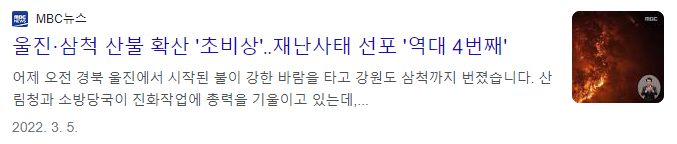 MBC뉴스
울진·삼척 산불 확산 '초비상'..재난사태 선포 '역대 4번째'
어제 오전 경북 울진에서 시작된 불이 강한 바람을 타고 강원도 삼척까지 번졌습니다. 산
림청과 소방당국이 진화작업에 총력을 기울이고 있는데,...
2022. 3. 5.
MBC